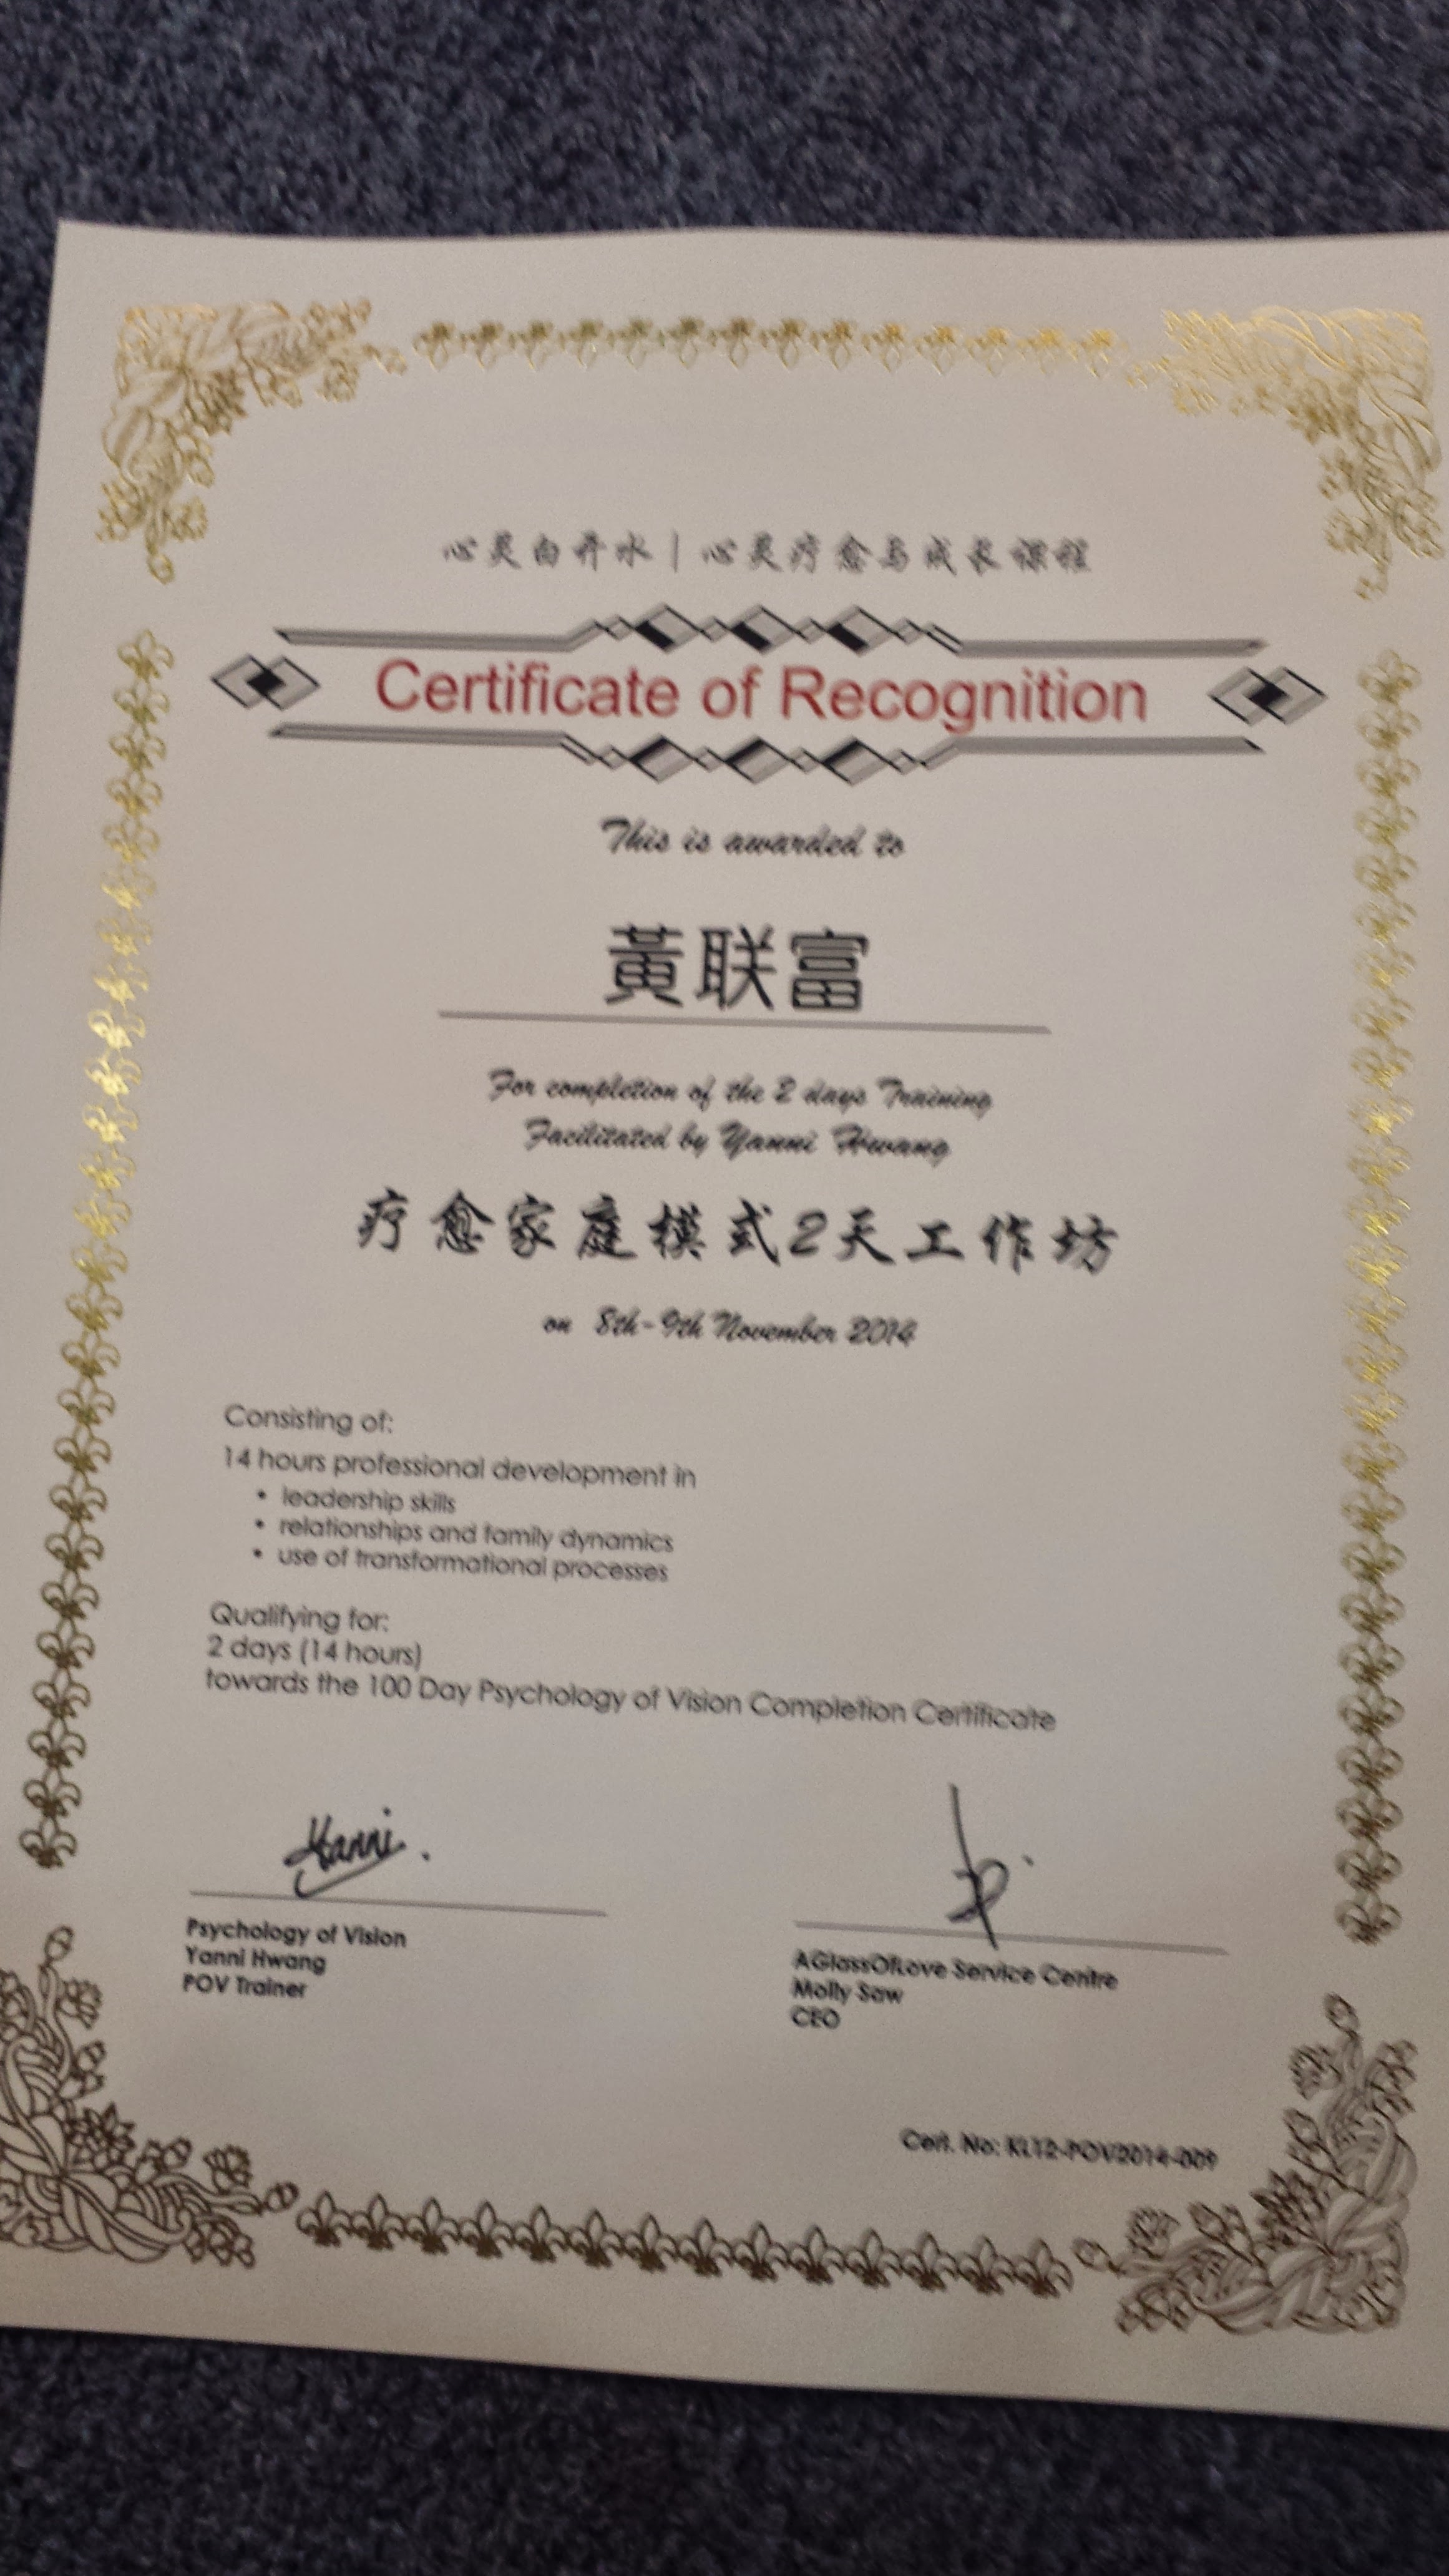 心灵白开水 | 心灵疗愈与成长课程
Certificate of Recognition
This is awarded to
黃联富
For completion of the 2 days Training
Facilitated by Yanni Hwang
疗愈家庭模式2天工作坊
on 8th-9th November 2014
Consisting of:
14 hours professional development in
• leadership skills
• relationships and family dynamics
• use of transformational processes
Qualifying for:
2 days (14 hours)
towards the 100 Day Psychology of Vision Completion Certificate
Yanni.
Psychology of Vision
Yanni Hwang
POV Trainer
AGlassOfLove Service Centre
Molly Saw
CEO
Cert. No: KL12-POV2014-009